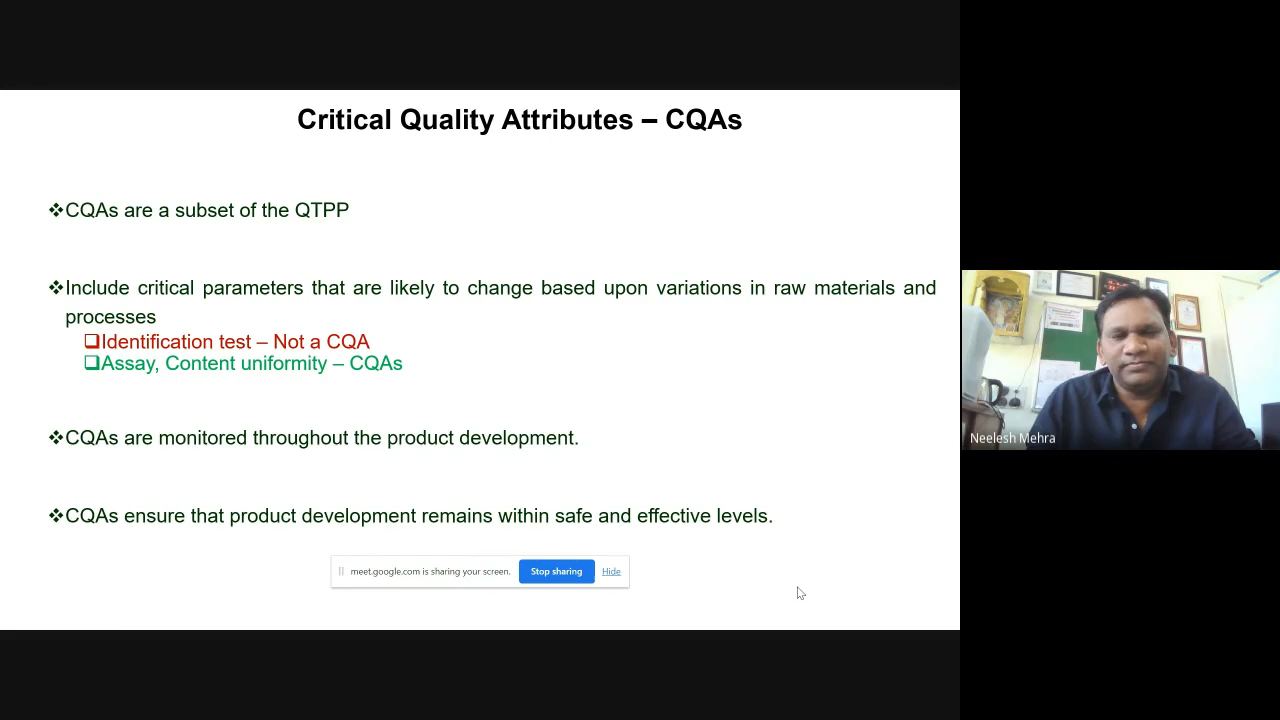 Critical Quality Attributes – CQAs
❖CQAs are a subset of the QTPP
❖Include critical parameters that are likely to change based upon variations in raw materials and
processes
❑Identification test – Not a CQA
❑Assay, Content uniformity – CQAs
❖CQAs are monitored throughout the product development.
❖CQAs ensure that product development remains within safe and effective levels.
meet.google.com is sharing your screen. Stop sharing Hide
Neelesh Mehra